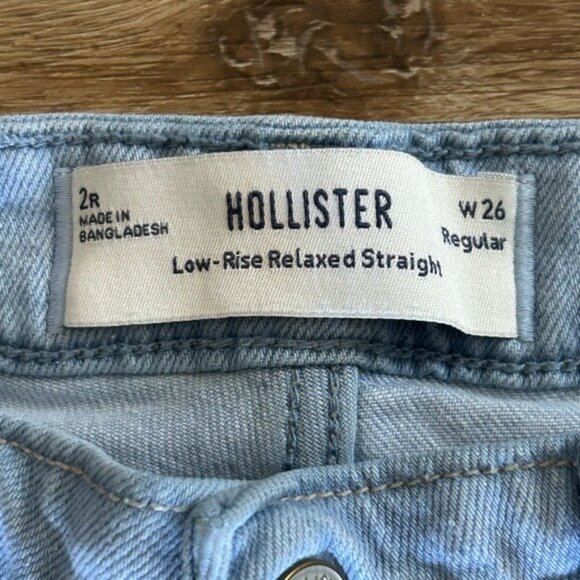 2R
MADE IN
BANGLADESH
HOLLISTER
Low-Rise Relaxed Straight
W 26
Regular